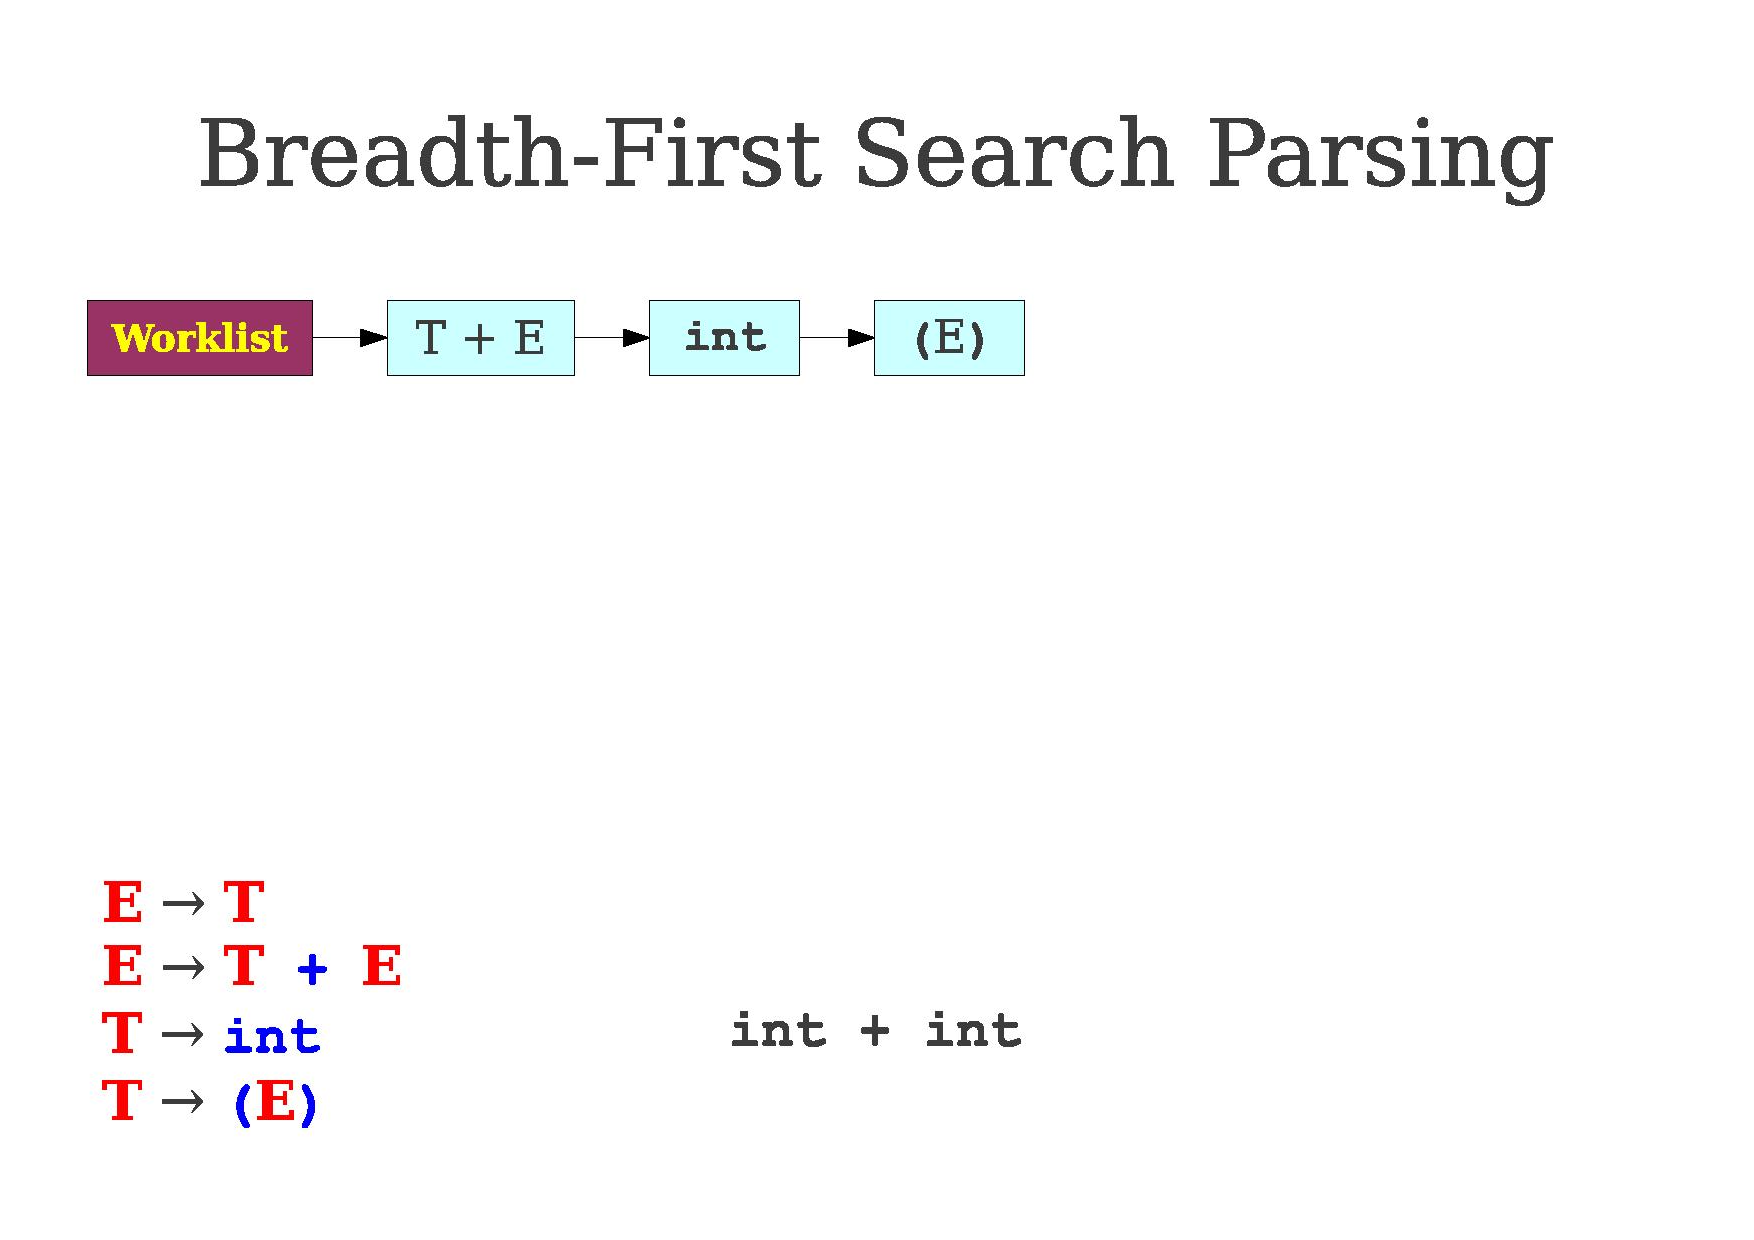 Breadth-First Search Parsing
Worklist T + E int (E)
E → T
E → T + E
T → int
int + int
T → (E)